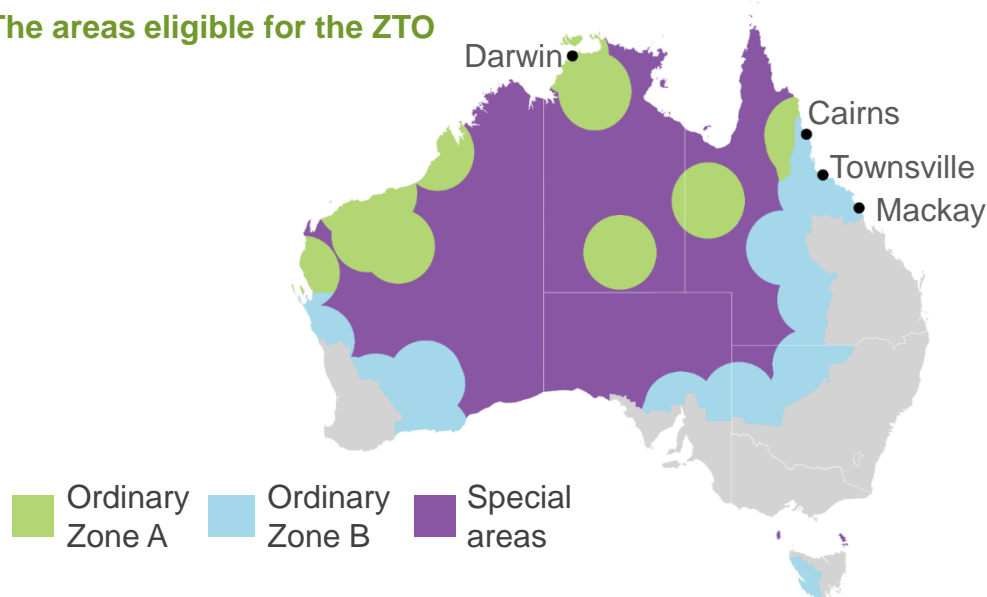 The areas eligible for the ZTO
Darwin
Cairns
Townsville
Mackay
Ordinary
Zone A
Ordinary
Zone B
Special
areas